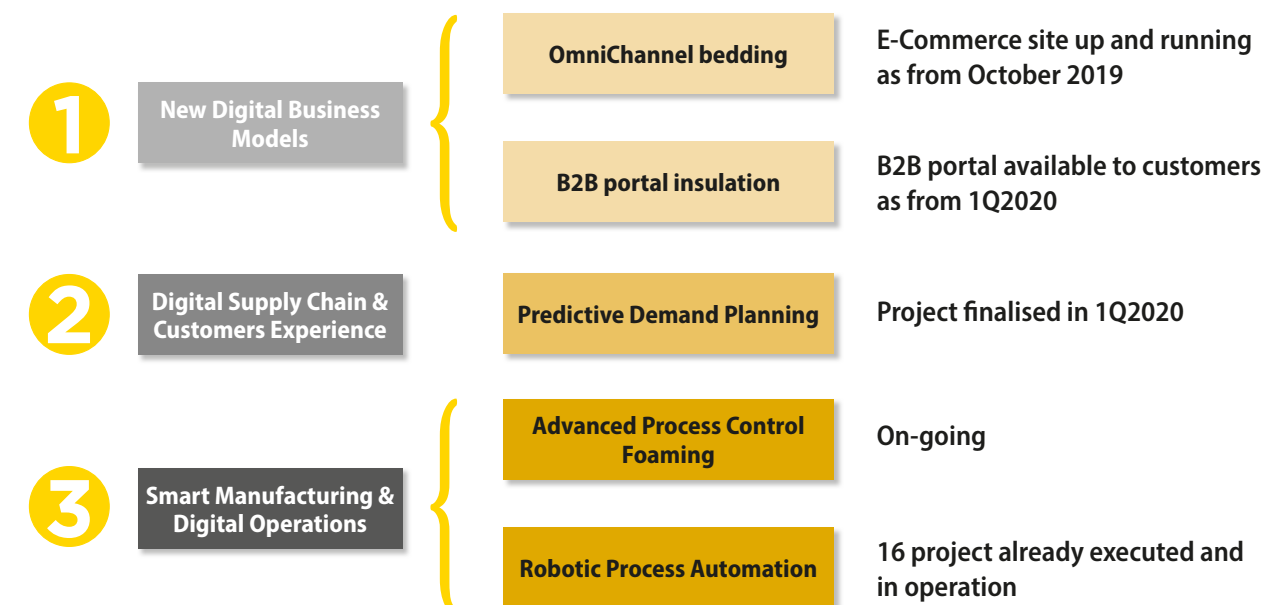 1
New Digital Business
Models
OmniChannel bedding
E-Commerce site up and running
as from October 2019
B2B portal insulation
B2B portal available to customers
as from 1Q2020
2
Digital Supply Chain &
Customers Experience
Predictive Demand Planning
Project finalised in 1Q2020
3
Smart Manufacturing &
Digital Operations
Advanced Process Control
Foaming
On-going
Robotic Process Automation
16 project already executed and
in operation